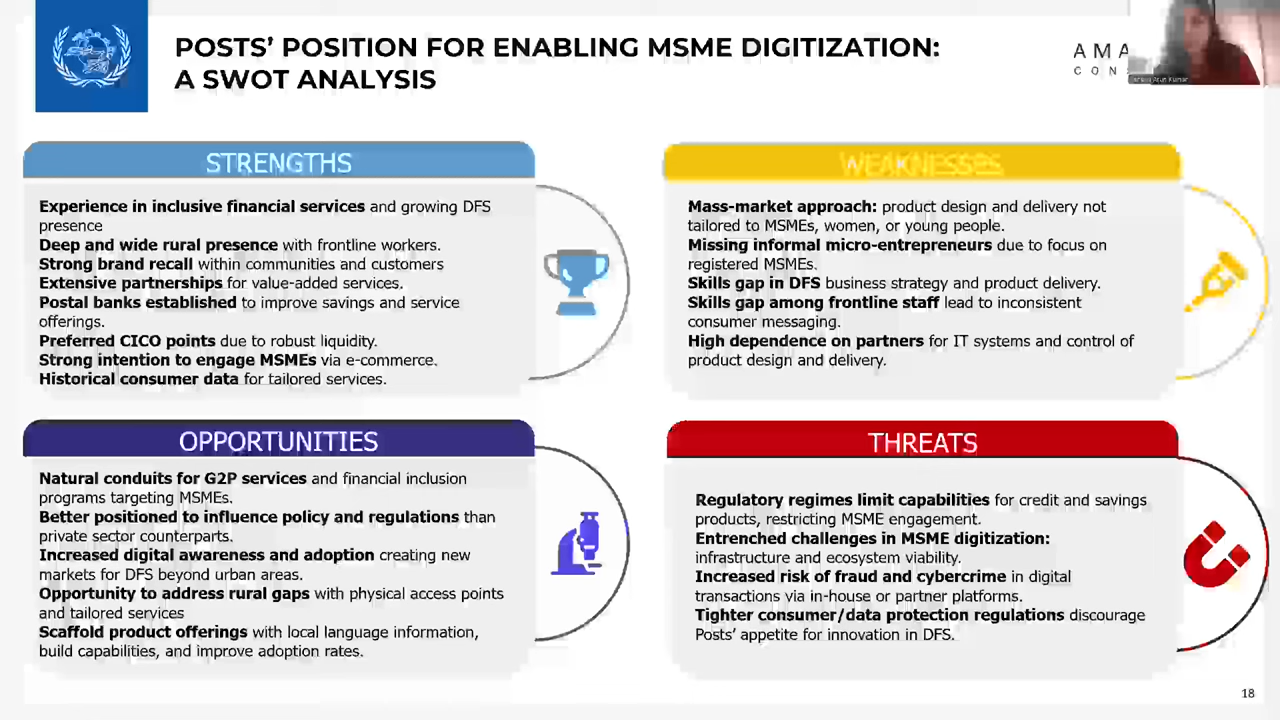 POSTS' POSITION FOR ENABLING MSME DIGITIZATION:
A SWOT ANALYSIS
AMA
CON
STRENGTHS
Experience in inclusive financial services and growing DFS
presence
Deep and wide rural presence with frontline workers.
Strong brand recall within communities and customers
Extensive partnerships for value-added services.
Postal banks established to improve savings and service
offerings.
Preferred CICO points due to robust liquidity.
Strong intention to engage MSMEs via e-commerce.
Historical consumer data for tailored services.
WEAKNESSES
Mass-market approach: product design and delivery not
tailored to MSMEs, women, or young people.
Missing informal micro-entrepreneurs due to focus on
registered MSMEs.
Skills gap in DFS business strategy and product delivery.
Skills gap among frontline staff lead to inconsistent
consumer messaging.
High dependence on partners for IT systems and control of
product design and delivery.
OPPORTUNITIES
Natural conduits for G2P services and financial inclusion
programs targeting MSMEs.
Better positioned to influence policy and regulations than
private sector counterparts.
Increased digital awareness and adoption creating new
markets for DFS beyond urban areas.
Opportunity to address rural gaps with physical access points
and tailored services
Scaffold product offerings with local language information,
build capabilities, and improve adoption rates.
THREATS
Regulatory regimes limit capabilities for credit and savings
products, restricting MSME engagement.
Entrenched challenges in MSME digitization:
infrastructure and ecosystem viability.
Increased risk of fraud and cybercrime in digital
transactions via in-house or partner platforms.
Tighter consumer/data protection regulations discourage
Posts' appetite for innovation in DFS.
18